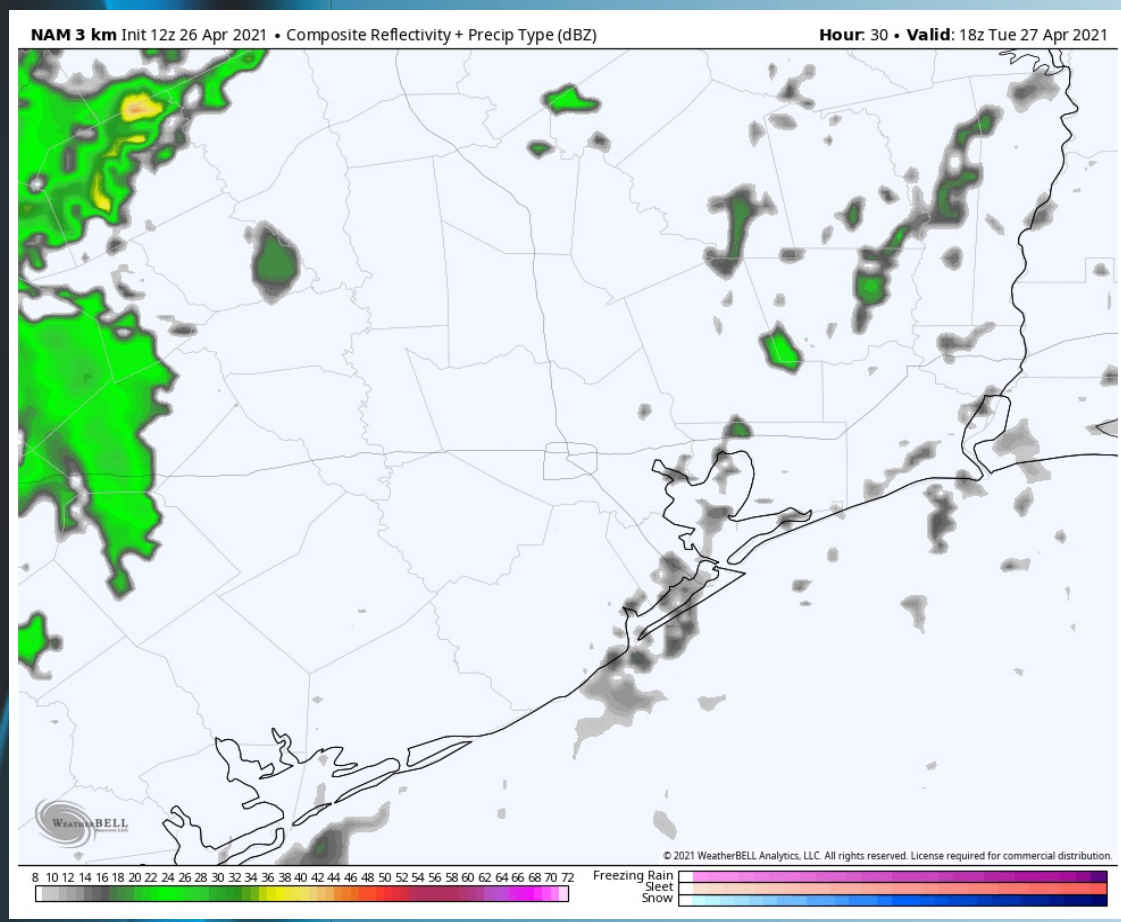 NAM 3 km Init 12z 26 Apr 2021 • Composite Reflectivity + Precip Type (dBZ)
Hour: 30 • Valid: 18z Tue 27 Apr 2021
WEATHERBELL
ANALYTICS LLC
© 2021 WeatherBELL Analytics, LLC. All rights reserved. License required for commercial distribution.
8 10 12 14 16 18 20 22 24 26 28 30 32 34 36 38 40 42 44 46 48 50 52 54 56 58 60 62 64 66 68 70 72
Freezing Rain
Sleet
Snow